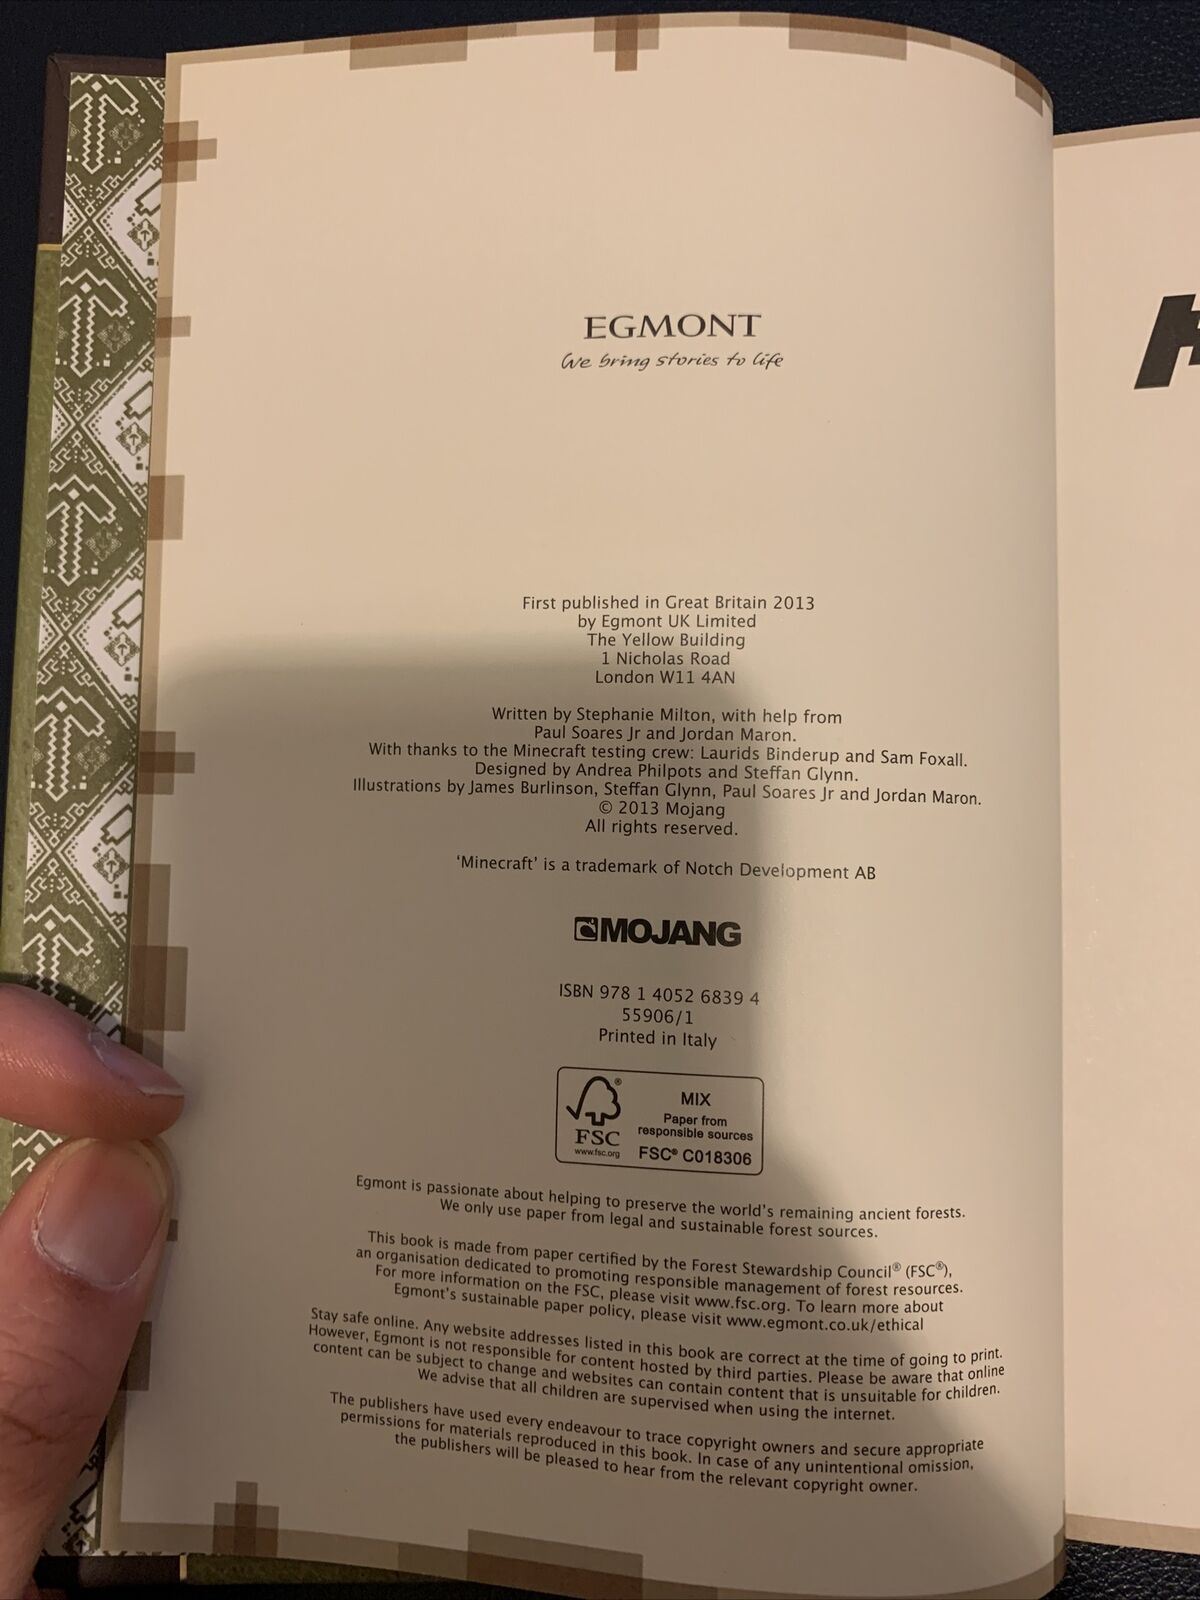 EGMONT
We bring stories to life
First published in Great Britain 2013
by Egmont UK Limited
The Yellow Building
1 Nicholas Road
London W11 4AN
Written by Stephanie Milton, with help from
Paul Soares Jr and Jordan Maron.
With thanks to the Minecraft testing crew: Laurids Binderup and Sam Foxall.
Designed by Andrea Philpots and Steffan Glynn.
Illustrations by James Burlinson, Steffan Glynn, Paul Soares Jr and Jordan Maron.
© 2013 Mojang
All rights reserved.
‘Minecraft’ is a trademark of Notch Development AB
MOJANG
ISBN 978 1 4052 6839 4
55906/1
Printed in Italy
®
FSC
www.fsc.org
MIX
Paper from
responsible sources
FSC® C018306
Egmont is passionate about helping to preserve the world’s remaining ancient forests.
We only use paper from legal and sustainable forest sources.
This book is made from paper certified by the Forest Stewardship Council® (FSC®),
an organisation dedicated to promoting responsible management of forest resources.
For more information on the FSC, please visit www.fsc.org. To learn more about
Egmont’s sustainable paper policy, please visit www.egmont.co.uk/ethical
Stay safe online. Any website addresses listed in this book are correct at the time of going to print.
However, Egmont is not responsible for content hosted by third parties. Please be aware that online
content can be subject to change and websites can contain content that is unsuitable for children.
We advise that all children are supervised when using the internet.
The publishers have used every endeavour to trace copyright owners and secure appropriate
permissions for materials reproduced in this book. In case of any unintentional omission,
the publishers will be pleased to hear from the relevant copyright owner.